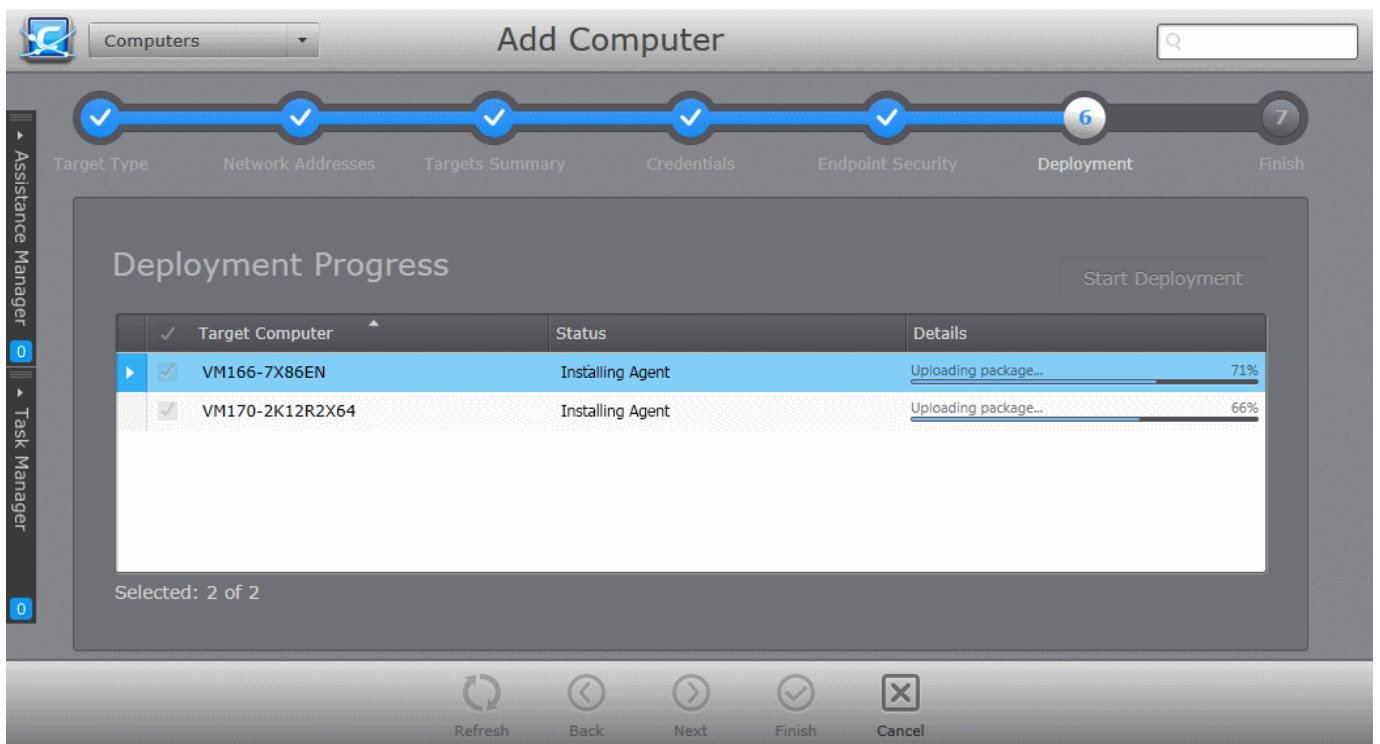 Computers
Add Computer
6
7
Target Type
Network Addresses
Targets Summary
Credentials
Endpoint Security
Deployment
Finish
Assistance Manager
0
Task Manager
0
Deployment Progress
Start Deployment
Target Computer
Status
Details
VM166-7X86EN
Installing Agent
Uploading package...
71%
VM170-2K12R2X64
Installing Agent
Uploading package...
66%
Selected: 2 of 2
Refresh
Back
Next
Finish
Cancel